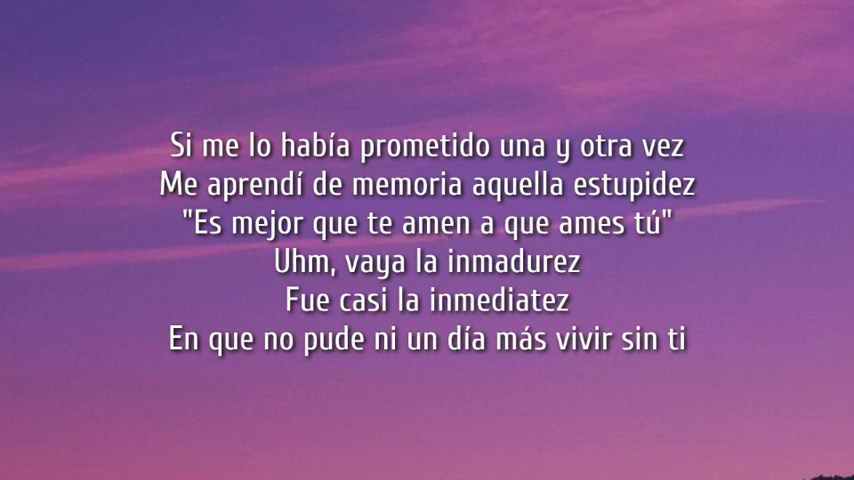 Si me lo había prometido una y otra vez
Me aprendí de memoria aquella estupidez
"Es mejor que te amen a que ames tú"
Uhm, vaya la inmadurez
Fue casi la inmediatez
En que no pude ni un día más vivir sin ti